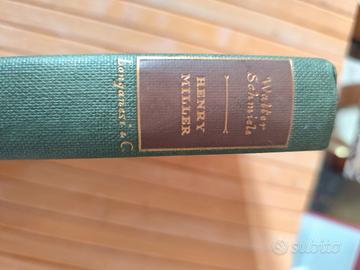 Walter
Schmiele
HENRY
MILLER
Longanesi & C.
subito